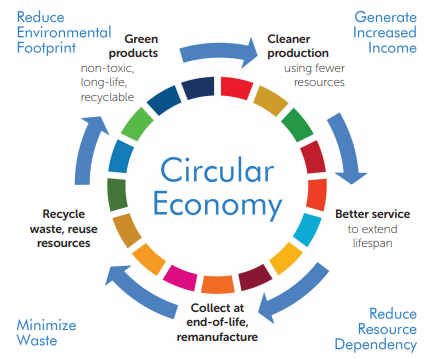 Reduce
Environmental
Footprint
Generate
Increased
Income
Green
products
non-toxic,
long-life,
recyclable
Cleaner
production
using fewer
resources
Circular
Economy
Recycle
waste, reuse
resources
Better service
to extend
lifespan
Collect at
end-of-life,
remanufacture
Minimize
Waste
Reduce
Resource
Dependency